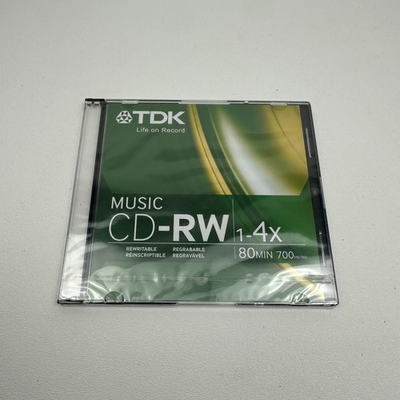 TDK
Life on Record
MUSIC
CD-RW
1-4x
REWRITABLE REGRABABLE
RÉINSCRIPTIBLE REGRAVÁVEL
80MIN 700